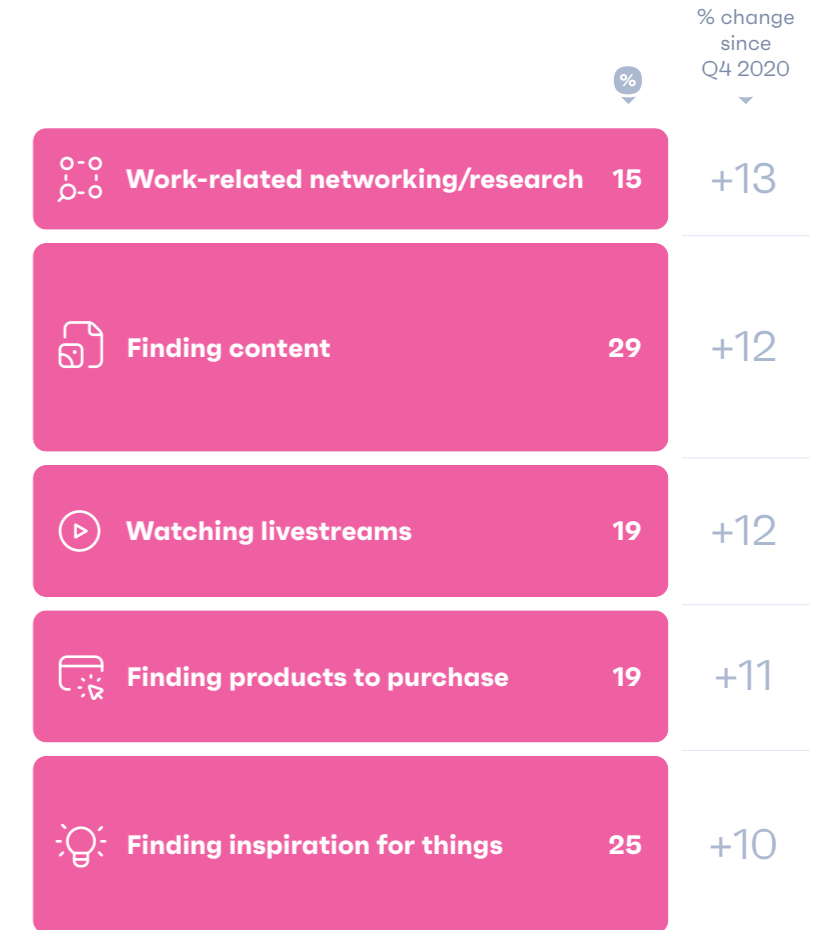 % change
since
Q4 2020
%
Work-related networking/research 15 +13
Finding content 29 +12
Watching livestreams 19 +12
Finding products to purchase 19 +11
Finding inspiration for things 25 +10